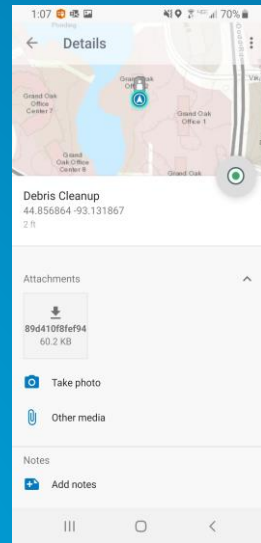 1:07
70%
Details
Ponding
Grand Oak
Office
Center 7
Grand Oak
Office 1
Grand
Oak Office
Center 8
Grand Oak
Debris Cleanup
44.856864 -93.131867
2 ft
Attachments
89d410f8fef94
60.2 KB
Take photo
Other media
Notes
Add notes